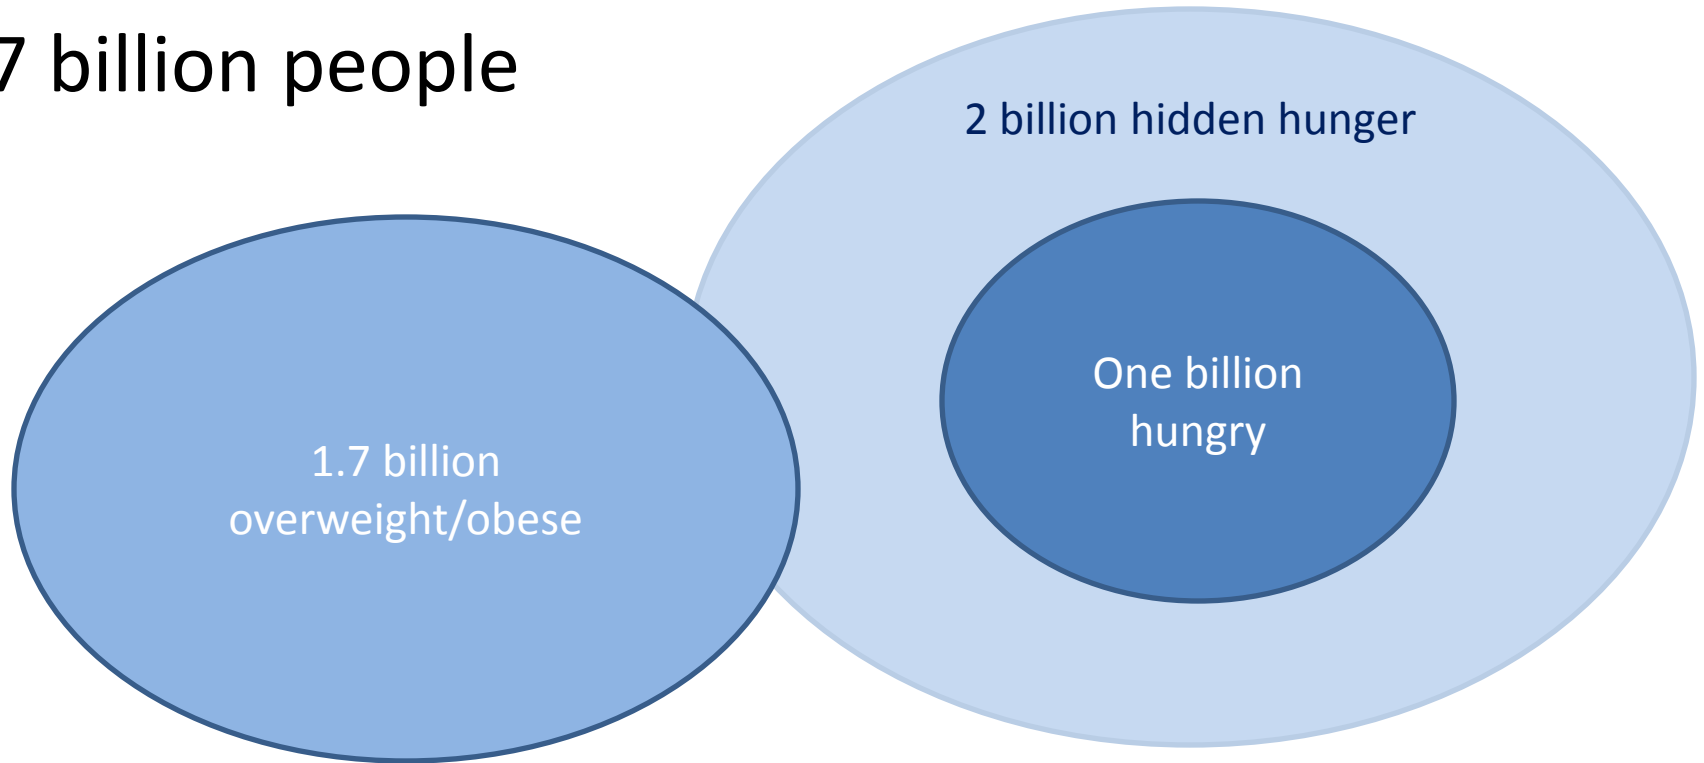 7 billion people
2 billion hidden hunger
One billion
hungry
1.7 billion
overweight/obese